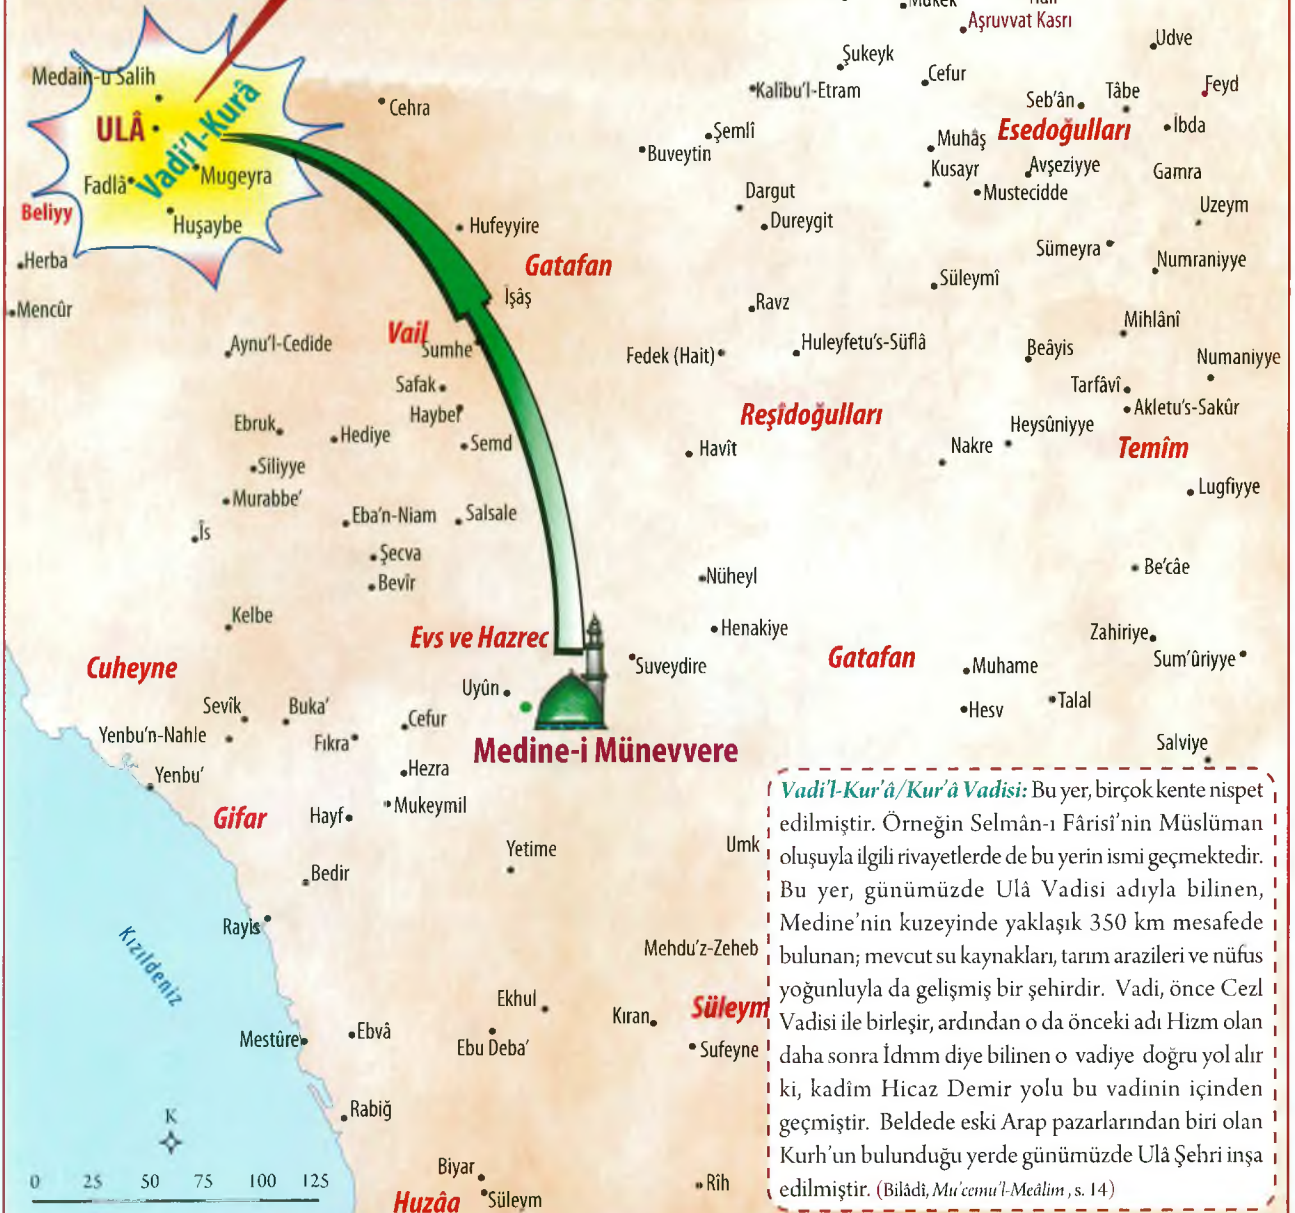 Aşruvvat Kasrı
Udve
Şukeyk
Cefur
Medain-u Salih
Kalîbu'l-Etram
Feyd
Tâbe
Seb'ân
Cehra
ULÂ
Vadi'l-Kurâ
Şemlî
Esedoğulları
İbda
Muhâş
Buveytin
Fadlâ
Mugeyra
Kusayr
Avşeziyye
Gamra
Dargut
Mustecidde
Beliyy
Huşaybe
Hufeyyire
Dureygit
Uzeym
Herba
Gatafan
Sümeyra
Numraniyye
Süleymî
İşâş
Mencûr
Ravz
Mihlânî
Vail
Aynu'l-Cedide
Sumhe
Fedek (Hait)
Huleyfetu's-Süflâ
Beâyis
Numaniyye
Safak
Tarfâvî
Hayber
Reşîdoğulları
Akletu's-Sakûr
Ebruk
Hediye
Semd
Havît
Heysûniyye
Nakre
Temîm
Siliyye
Murabbe'
Lugfiyye
Eba'n-Niam
Salsale
Îs
Şecva
Bevîr
Nüheyl
Be'câe
Kelbe
Evs ve Hazrec
Henakiye
Zahiriye
Cuheyne
Suveydire
Gatafan
Muhame
Sum'ûriyye
Uyûn
Sevîk
Buka'
Cefur
Hesv
Talal
Yenbu'n-Nahle
Fıkra
Medine-i Münevvere
Salviye
Yenbu'
Hezra
Gifar
Hayf
Mukeymil
Yetime
Umk
Bedir
Rayis
Kızıldeniz
Mehdu'z-Zeheb
Ekhul
Kıran
Süleym
Mestûre
Ebvâ
Ebu Deba'
Sufeyne
Rabiğ
K
0 25 50 75 100 125
Biyar
Süleym
Huzâa
Rîh
Vadi'l-Kur'â/Kur'â Vadisi: Bu yer, birçok kente nispet
edilmiştir. Örneğin Selmân-ı Fârisî'nin Müslüman
oluşuyla ilgili rivayetlerde de bu yerin ismi geçmektedir.
Bu yer, günümüzde Ulâ Vadisi adıyla bilinen,
Medine'nin kuzeyinde yaklaşık 350 km mesafede
bulunan; mevcut su kaynakları, tarım arazileri ve nüfus
yoğunluyla da gelişmiş bir şehirdir. Vadi, önce Cezl
Vadisi ile birleşir, ardından o da önceki adı Hizm olan
daha sonra İdmm diye bilinen o vadiye doğru yol alır
ki, kadîm Hicaz Demir yolu bu vadinin içinden
geçmiştir. Beldede eski Arap pazarlarından biri olan
Kurh'un bulunduğu yerde günümüzde Ulâ Şehri inşa
edilmiştir. (Bilâdî, Mu'cemu'l-Meâlim, s. 14)